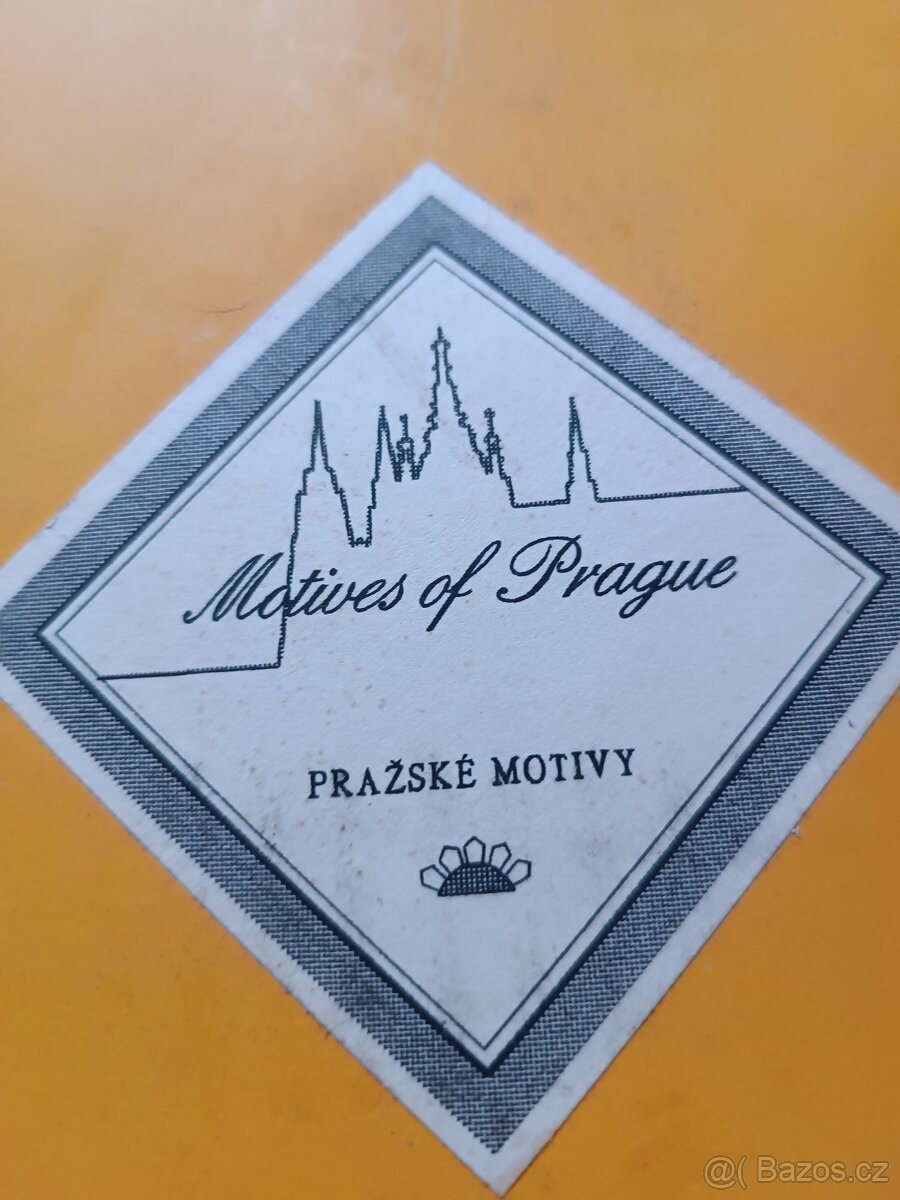 Motives of Prague
PRAŽSKÉ MOTIVY
@( Bazos.cz